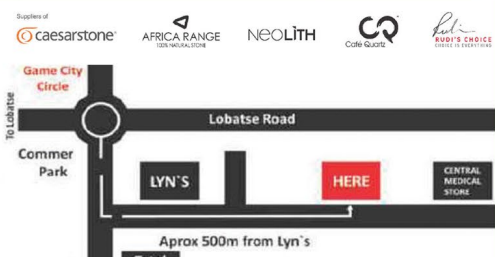 Suppliers of
caesarstone
AFRICA RANGE
100% NATURAL STONE
NEOLITH
CQ
Café Quartz
Rudi
RUDI'S CHOICE
CHOICE IS EVERYTHING
Game City
Circle
To Lobatse
Lobatse Road
Commer
Park
LYN`S
HERE
CENTRAL
MEDICAL
STORE
Aprox 500m from Lyn`s